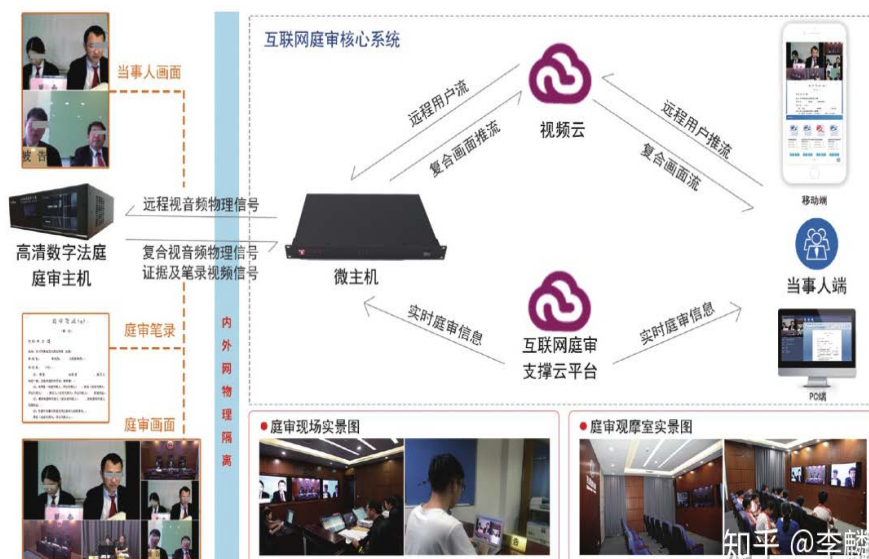 互联网庭审核心系统
当事人画面
被告
高清数字法庭
庭审主机
远程视音频物理信号
复合视音频物理信号
证据及笔录视频信号
庭审笔录
庭审画面
内外网物理隔离
微主机
远程用户流
复合画面推流
视频云
远程用户推流
复合画面流
移动端
当事人端
PC端
实时庭审信息
互联网庭审
支撑云平台
实时庭审信息
庭审现场实景图
庭审观摩室实景图
知乎 @李麟